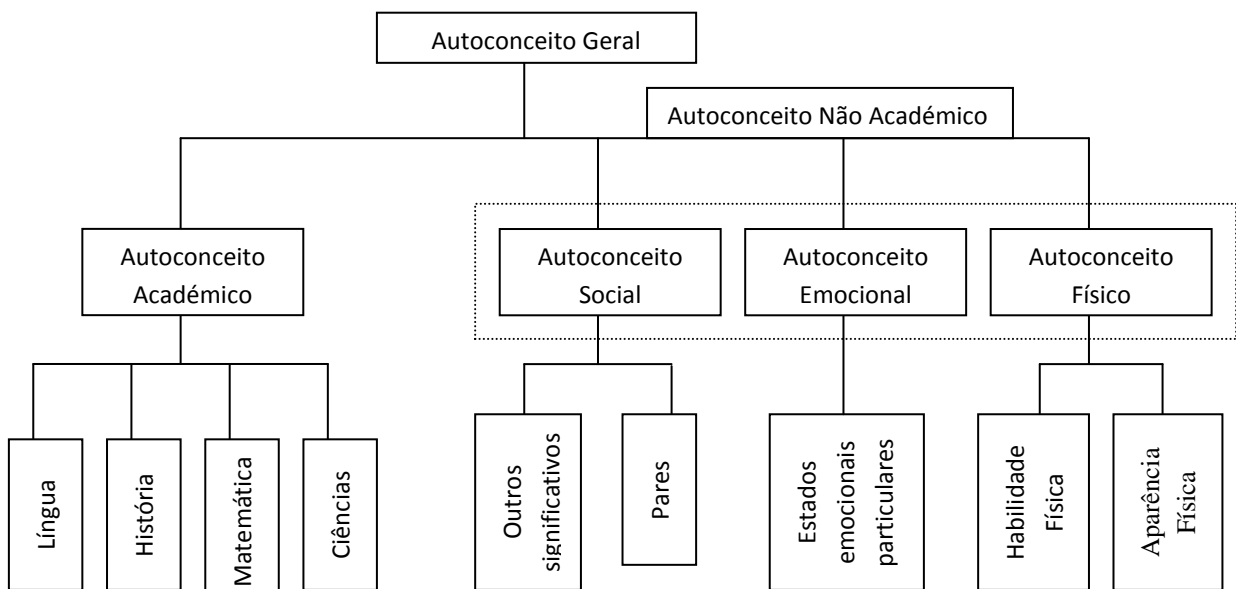 Autoconceito Geral
Autoconceito Não Académico
Autoconceito
Académico
Autoconceito
Social
Autoconceito
Emocional
Autoconceito
Físico
Língua
História
Matemática
Ciências
Outros
significativos
Pares
Estados
emocionais
particulares
Habilidade
Física
Aparência
Física